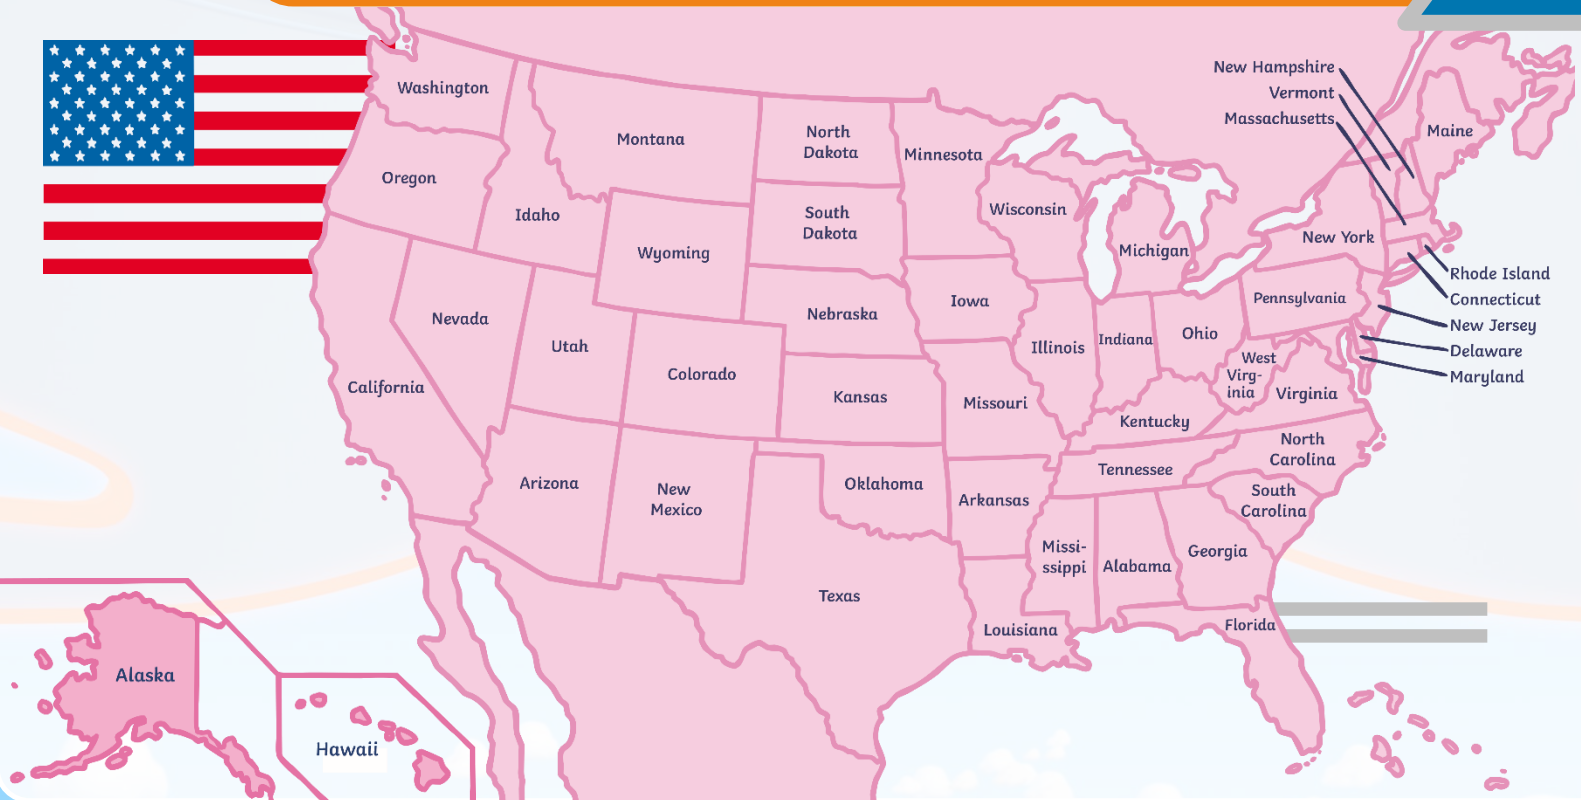 New Hampshire
Vermont
Massachusetts
Washington
Montana
North
Dakota
Minnesota
Maine
Oregon
Idaho
South
Dakota
Wisconsin
Michigan
New York
Wyoming
Rhode Island
Connecticut
New Jersey
Delaware
Maryland
Nevada
Utah
Nebraska
Iowa
Illinois
Indiana
Ohio
Pennsylvania
California
Colorado
Kansas
Missouri
West
Virg-
inia
Virginia
Kentucky
North
Carolina
Tennessee
Arizona
New
Mexico
Oklahoma
Arkansas
South
Carolina
Missi-
ssippi
Alabama
Georgia
Texas
Louisiana
Florida
Alaska
Hawaii